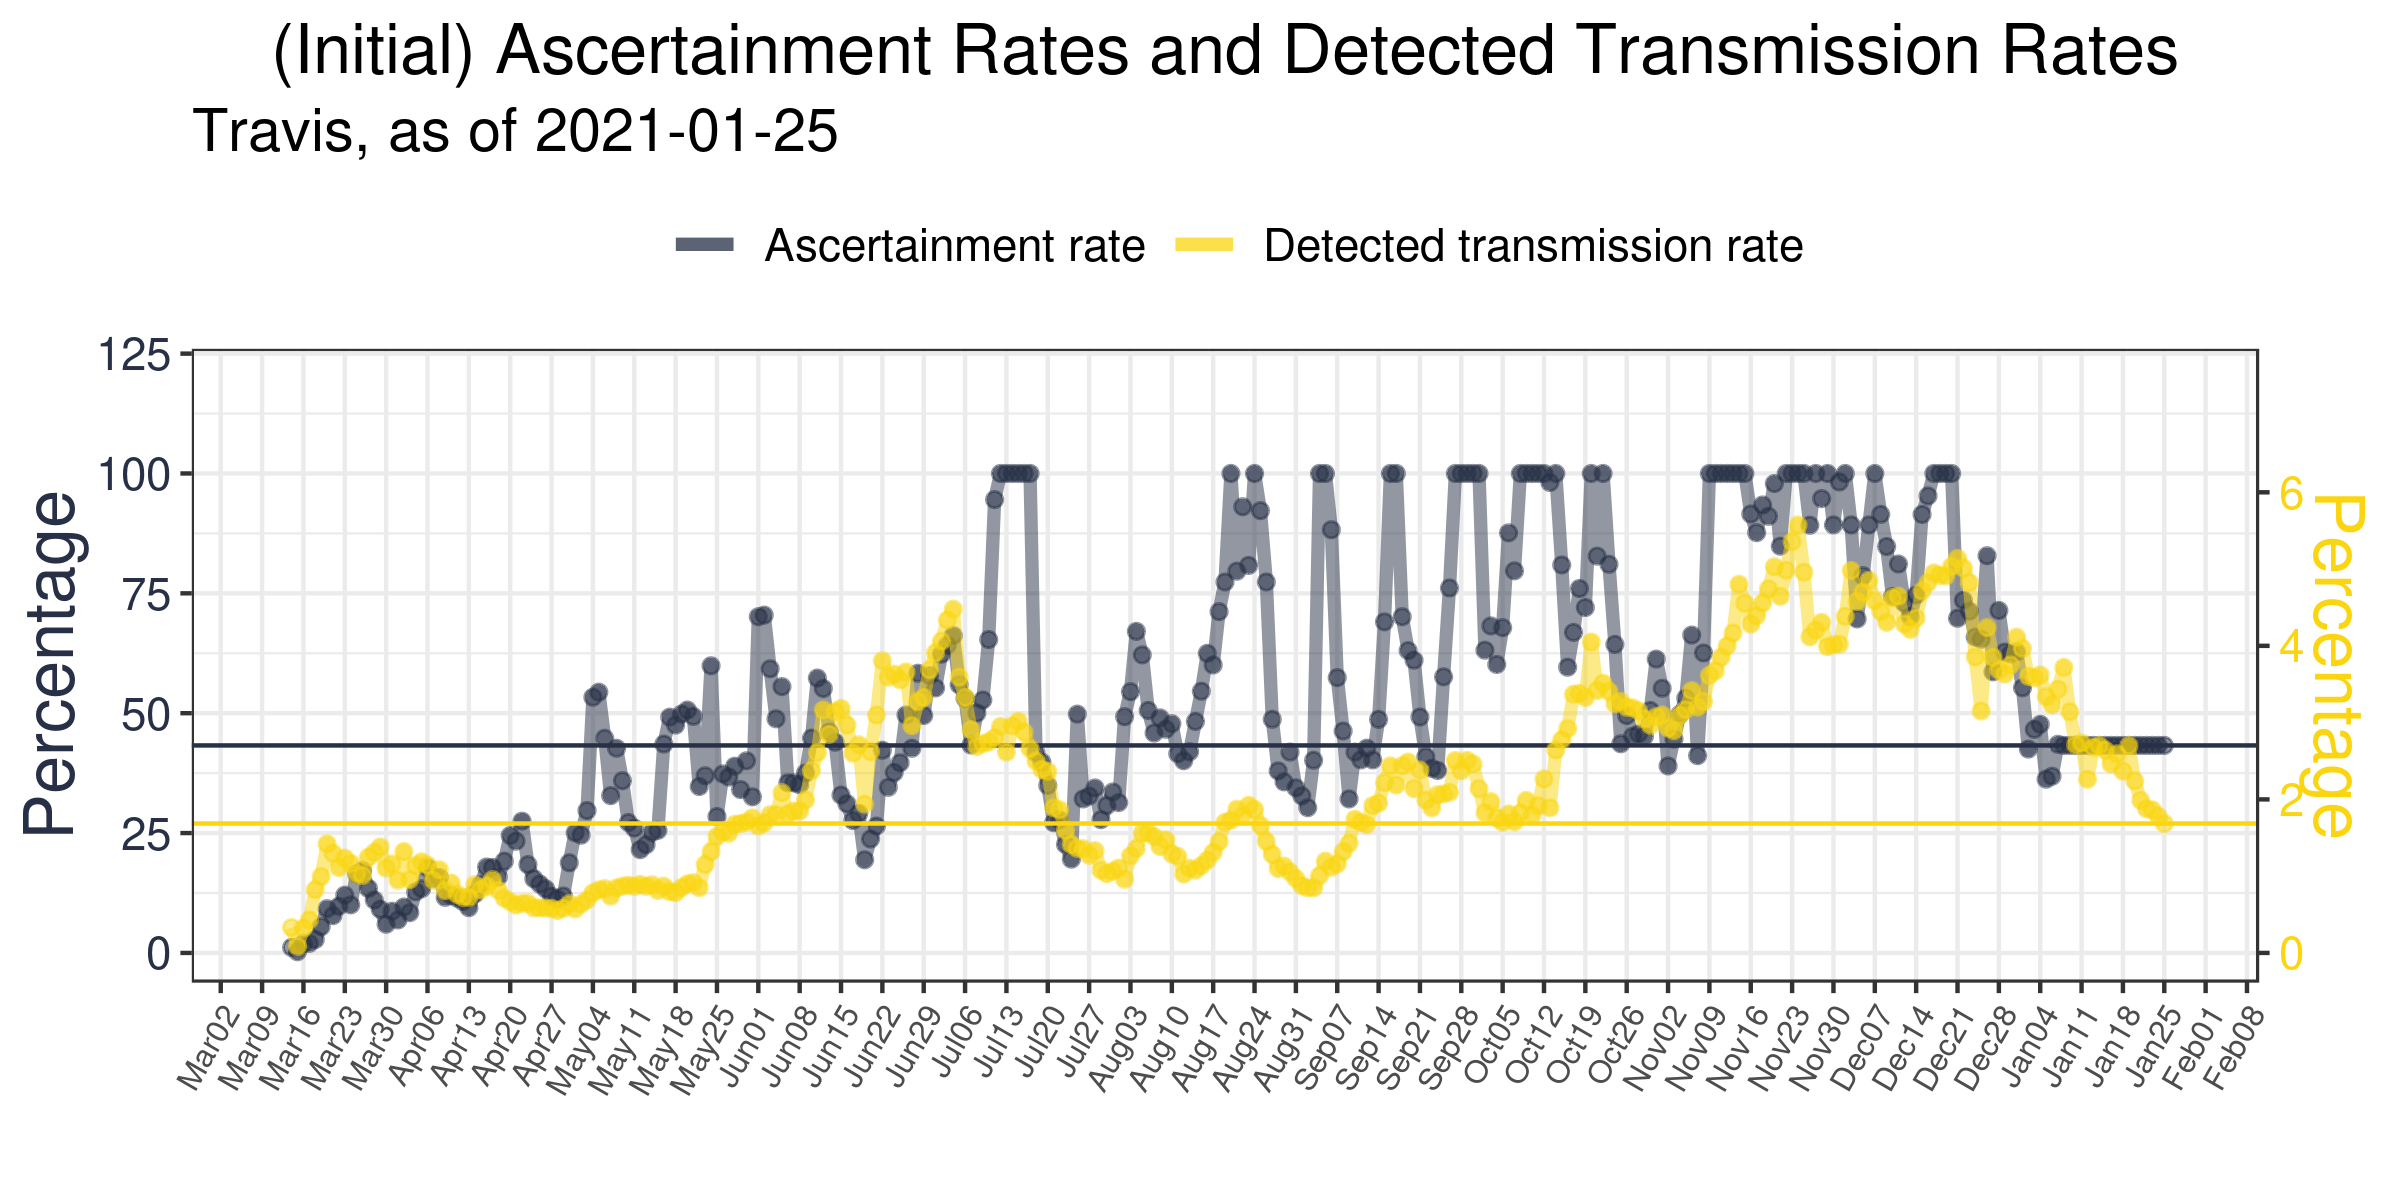 (Initial) Ascertainment Rates and Detected Transmission Rates
Travis, as of 2021-01-25
Ascertainment rate
Detected transmission rate
125
100
75
50
25
0
Percentage
6
4
2
0
Percentage
Mar02
Mar09
Mar16
Mar23
Mar30
Apr06
Apr13
Apr20
Apr27
May04
May11
May18
May25
Jun01
Jun08
Jun15
Jun22
Jun29
Jul06
Jul13
Jul20
Jul27
Aug03
Aug10
Aug17
Aug24
Aug31
Sep07
Sep14
Sep21
Sep28
Oct05
Oct12
Oct19
Oct26
Nov02
Nov09
Nov16
Nov23
Nov30
Dec07
Dec14
Dec21
Dec28
Jan04
Jan11
Jan18
Jan25
Feb01
Feb08